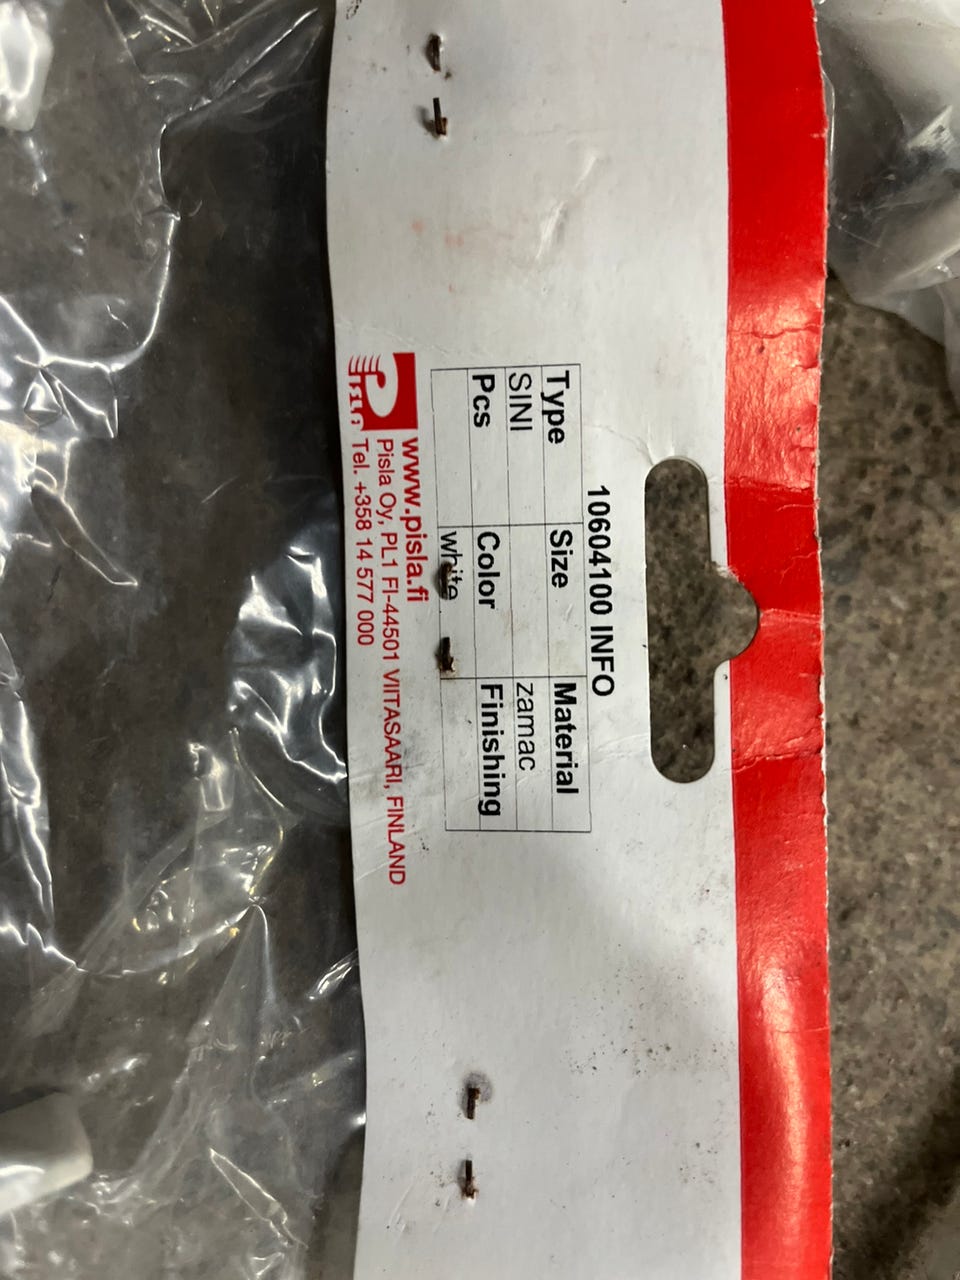 10604100 INFO
Type Size Material
SINI zamac
Pcs Color Finishing
white
PISLA
www.pisla.fi
Pisla Oy, PL1 FI-44501 VIITASAARI, FINLAND
Tel. +358 14 577 000